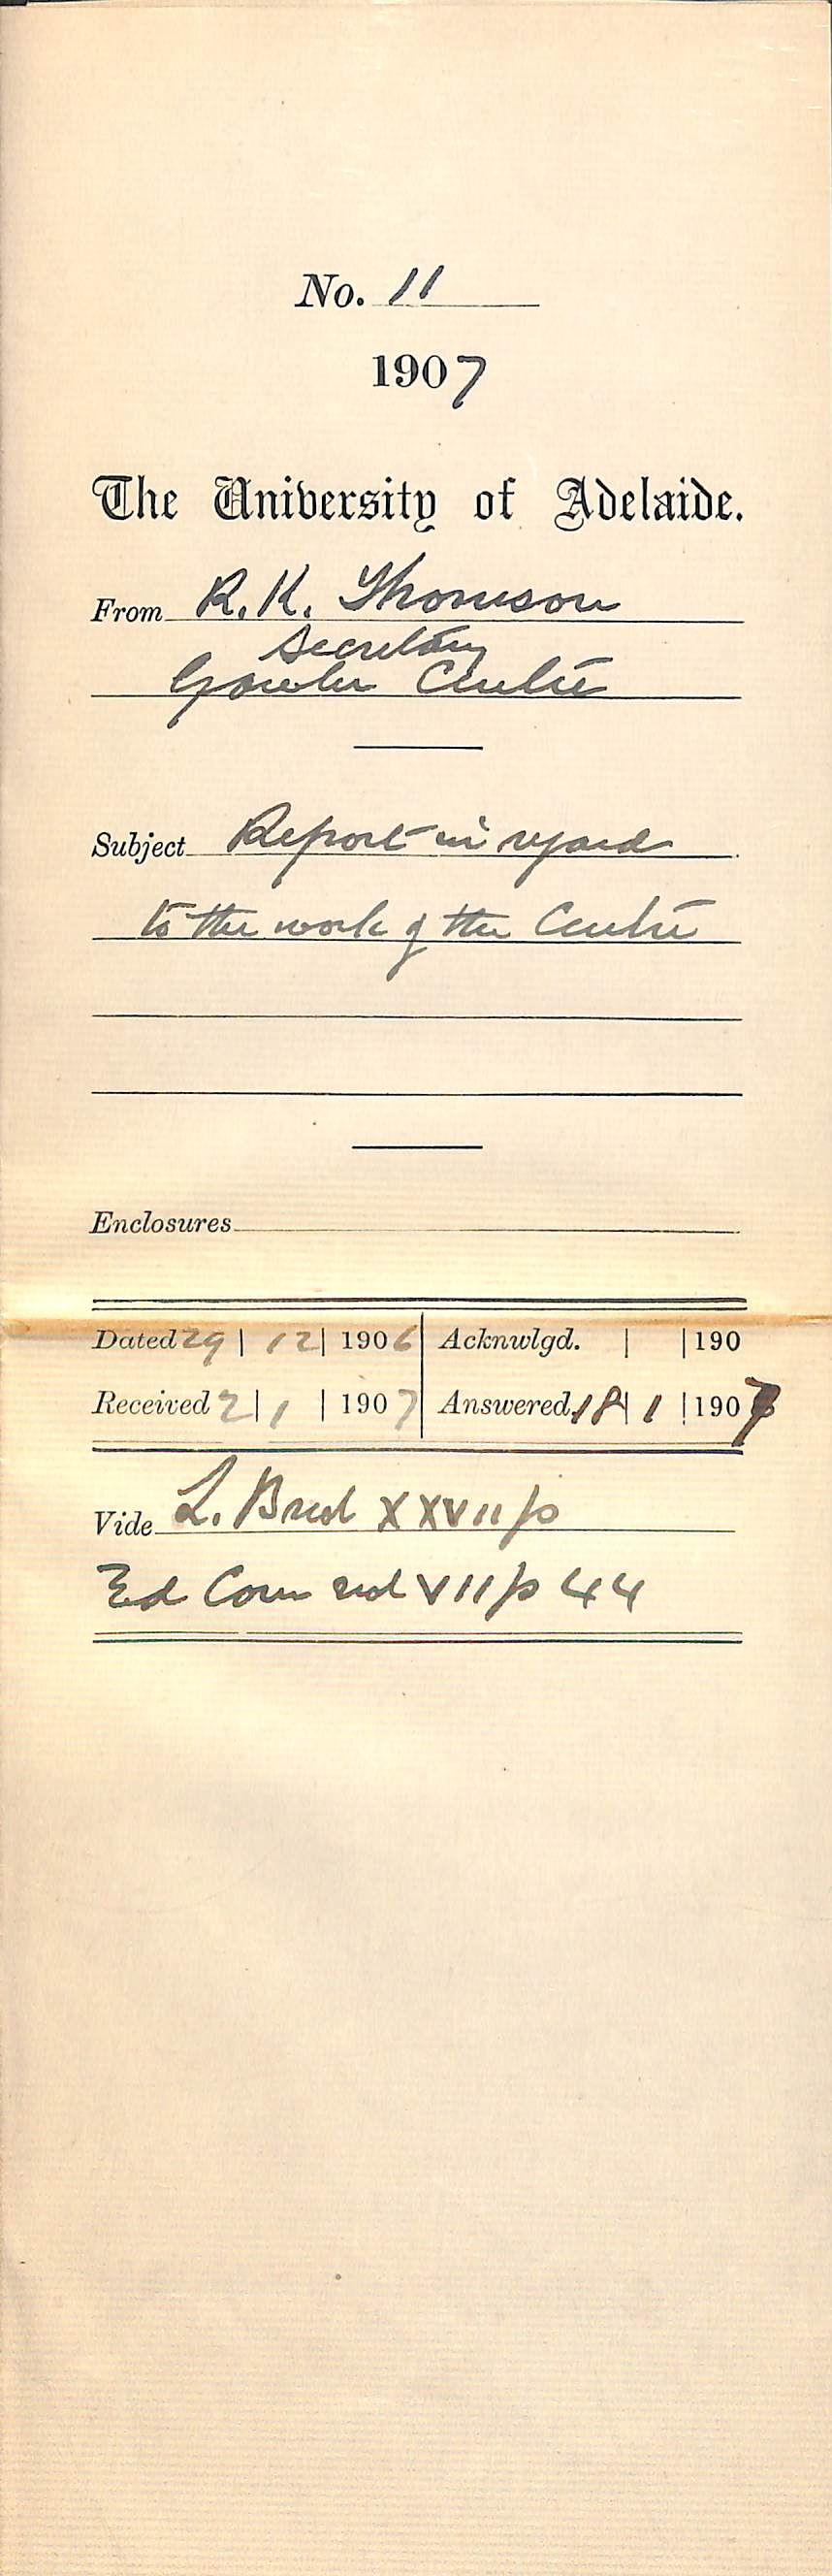 No. 11
1907
The University of Adelaide.
From R. K. Thomson
Secretary
Gawler Centre
Subject Report in regard
to the work of the Centre
Enclosures
Dated 29 | 12 | 1906 Acknwlgd. | | 190
Received 2 | 1 | 1907 Answered 18 | 1 | 1907
Vide L. B XXVII p
Ed Com VII p 44